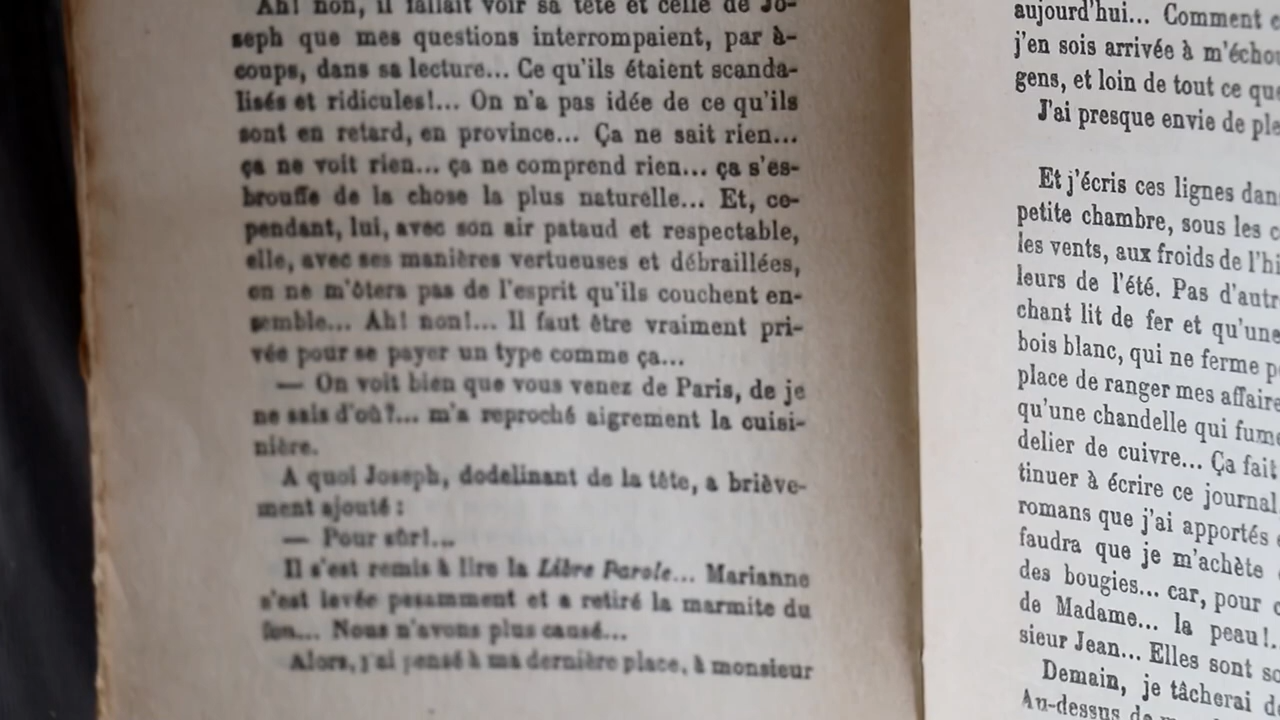 Ah! non, il fallait voir sa tête et celle de Jo-
seph que mes questions interrompaient, par à-
coups, dans sa lecture... Ce qu'ils étaient scanda-
lisés et ridicules!... On n'a pas idée de ce qu'ils
sont en retard, en province... Ça ne sait rien...
ça ne voit rien... ça ne comprend rien... ça s'es-
brouffe de la chose la plus naturelle... Et, ce-
pendant, lui, avec son air pataud et respectable,
elle, avec ses manières vertueuses et débraillées,
on ne m'ôtera pas de l'esprit qu'ils couchent en-
semble... Ah! non!... Il faut être vraiment pri-
vée pour se payer un type comme ça...
— On voit bien que vous venez de Paris, de je
ne sais d'où?... m'a reproché aigrement la cuisi-
nière.
A quoi Joseph, dodelinant de la tête, a briève-
ment ajouté :
— Pour sûr!...
Il s'est remis à lire la Libre Parole... Marianne
s'est levée pesamment et a retiré la marmite du
feu... Nous n'avons plus causé...
Alors, j'ai pensé à ma dernière place, à monsieur
aujourd'hui... Comment
j'en sois arrivée à m'échou
gens, et loin de tout ce que
J'ai presque envie de ple
Et j'écris ces lignes dan
petite chambre, sous les
les vents, aux froids de l'hi
leurs de l'été. Pas d'autr
chant lit de fer et qu'une
bois blanc, qui ne ferme p
place de ranger mes affaire
qu'une chandelle qui fume
delier de cuivre... Ça fait
tinuer à écrire ce journal
romans que j'ai apportés
faudra que je m'achète
des bougies... car, pour
de Madame... la peau!.
sieur Jean... Elles sont so
Demain, je tâcherai d
Au-dessus de